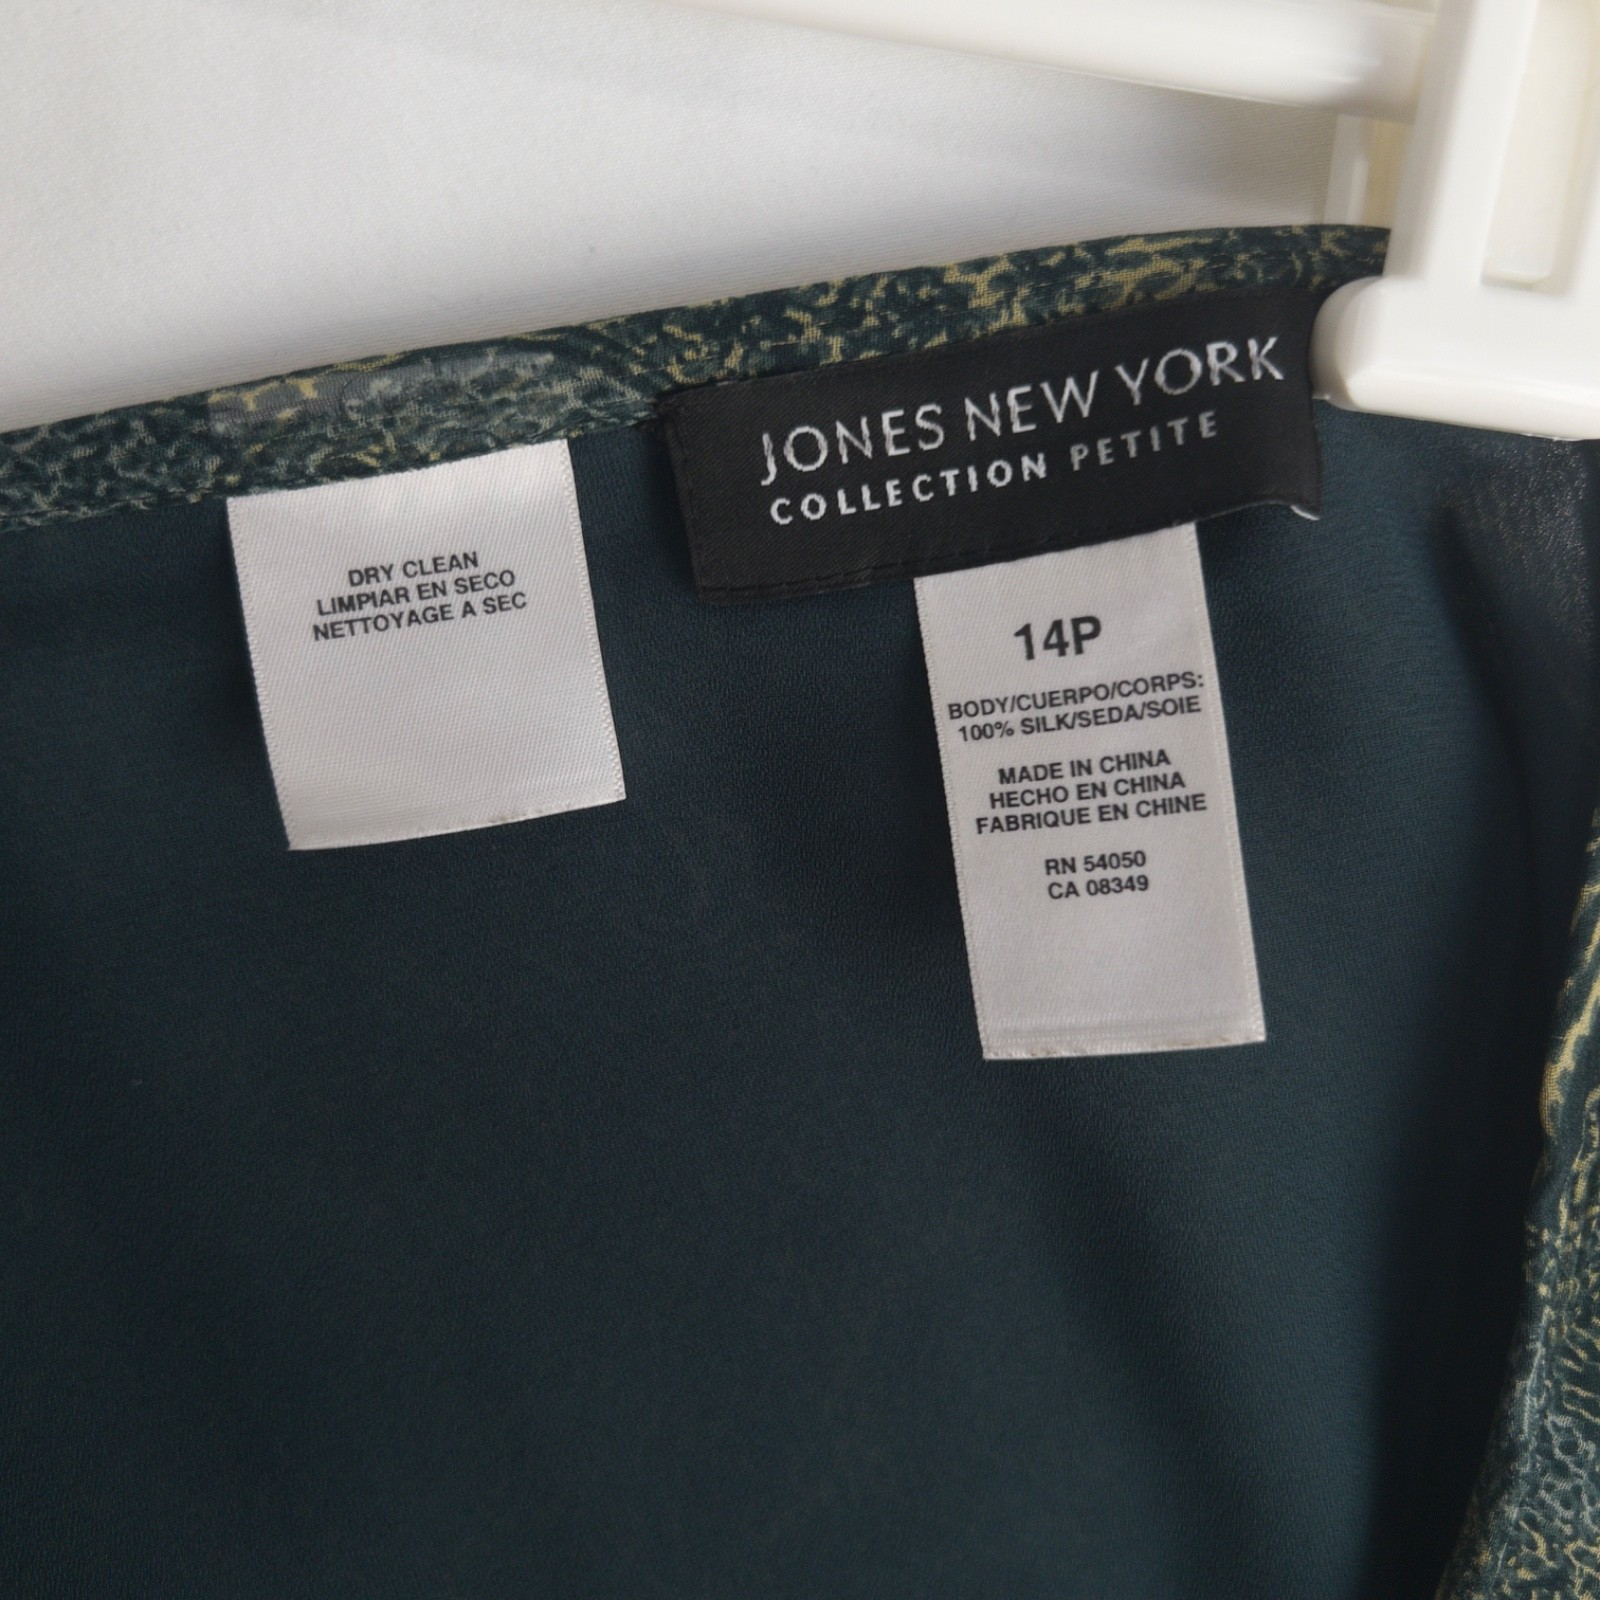 JONES NEW YORK
COLLECTION PETITE
DRY CLEAN
LIMPIAR EN SECO
NETTOYAGE A SEC
14P
BODY/CUERPO/CORPS:
100% SILK/SEDA/SOIE
MADE IN CHINA
HECHO EN CHINA
FABRIQUE EN CHINE
RN 54050
CA 08349